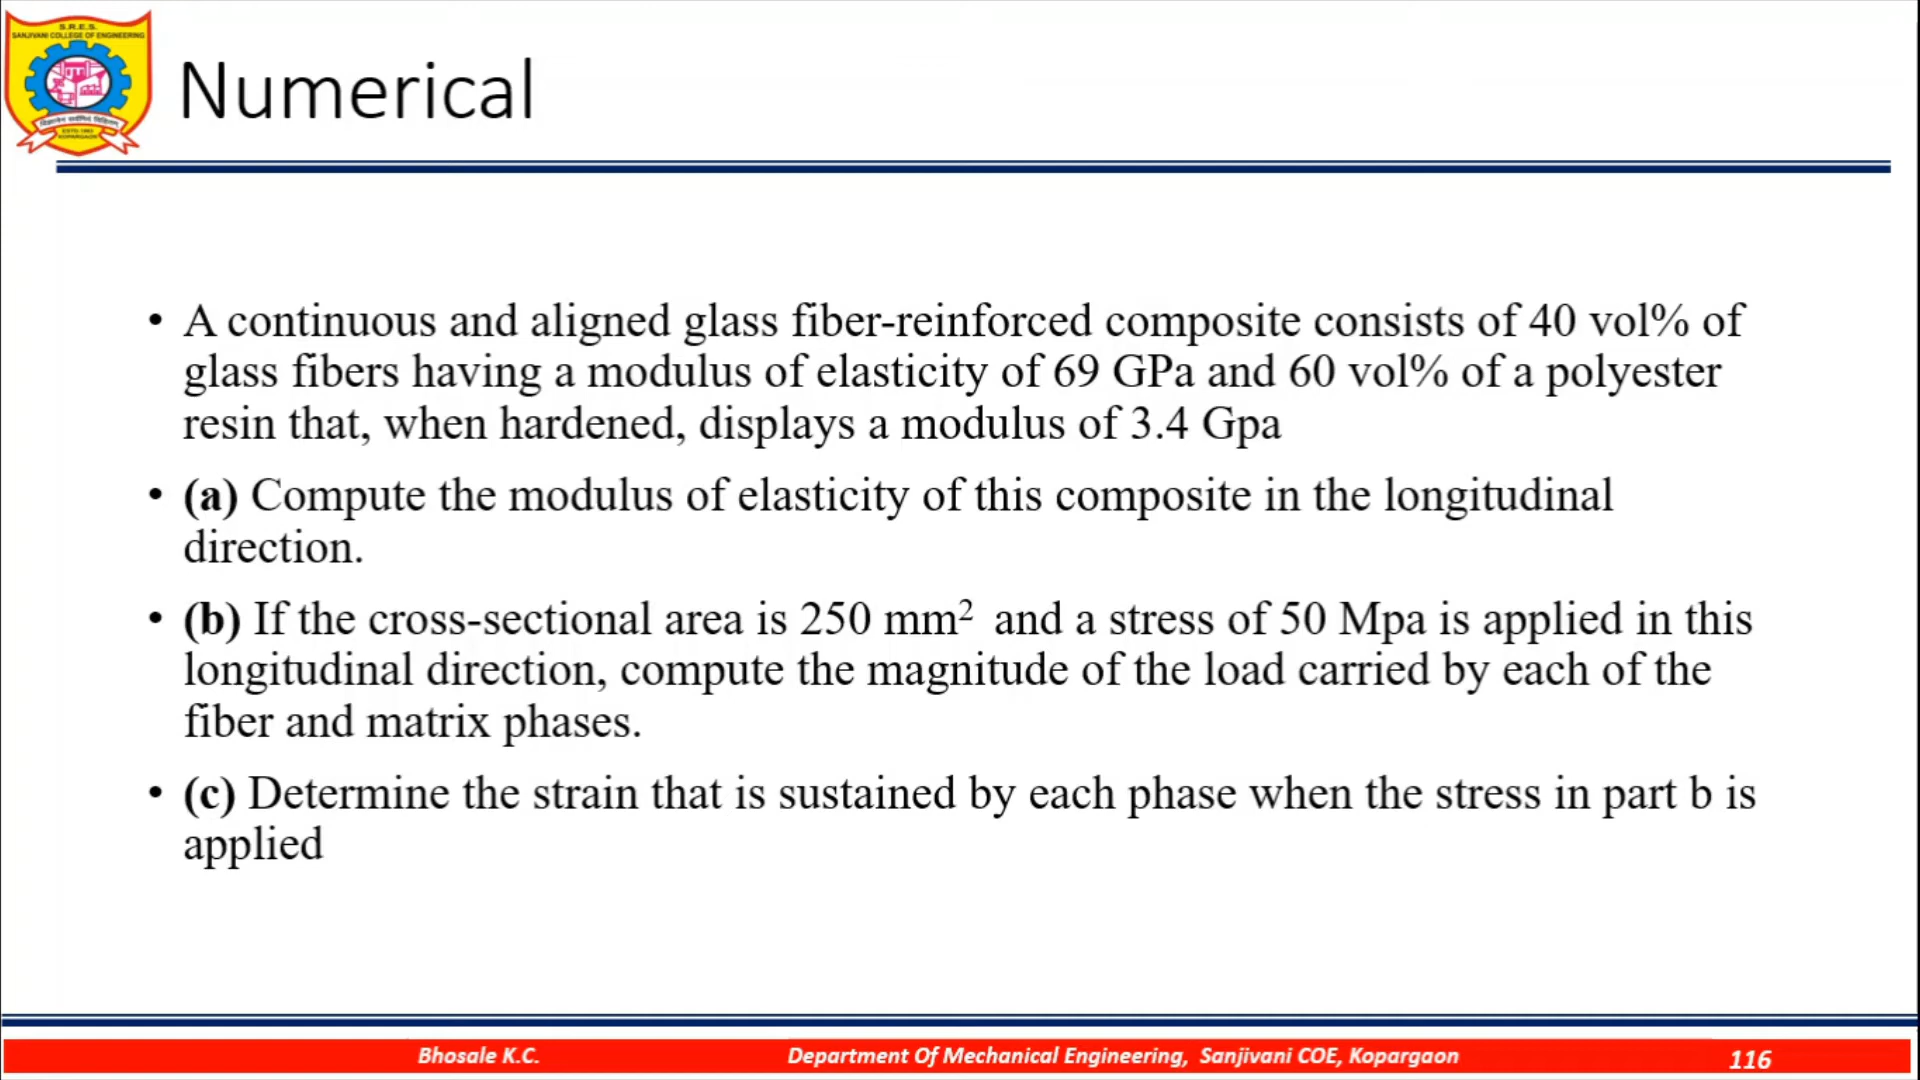 S.R.E.S.
SANJIVANI COLLEGE OF ENGINEERING
Numerical
• A continuous and aligned glass fiber-reinforced composite consists of 40 vol% of
glass fibers having a modulus of elasticity of 69 GPa and 60 vol% of a polyester
resin that, when hardened, displays a modulus of 3.4 Gpa
• (a) Compute the modulus of elasticity of this composite in the longitudinal
direction.
• (b) If the cross-sectional area is 250 mm² and a stress of 50 Mpa is applied in this
longitudinal direction, compute the magnitude of the load carried by each of the
fiber and matrix phases.
• (c) Determine the strain that is sustained by each phase when the stress in part b is
applied
Bhosale K.C. Department Of Mechanical Engineering, Sanjivani COE, Kopargaon 116